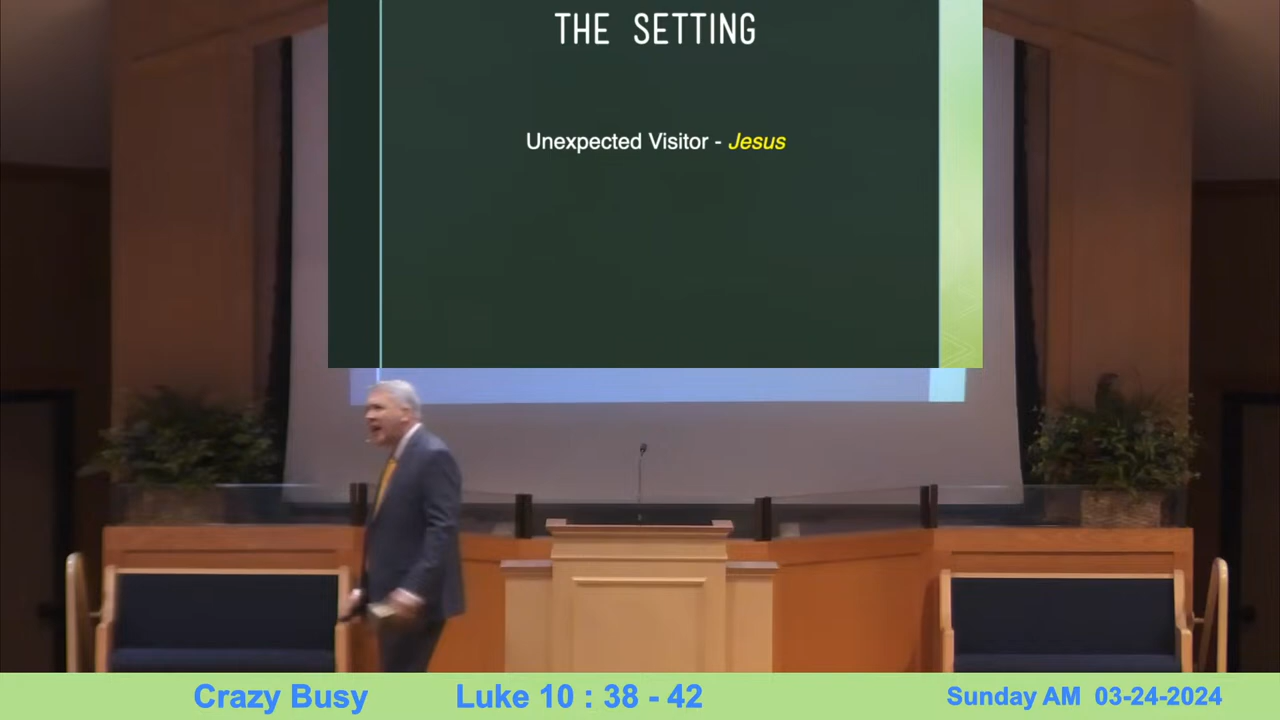 THE SETTING
Unexpected Visitor - Jesus
Crazy Busy Luke 10 : 38 - 42 Sunday AM 03-24-2024